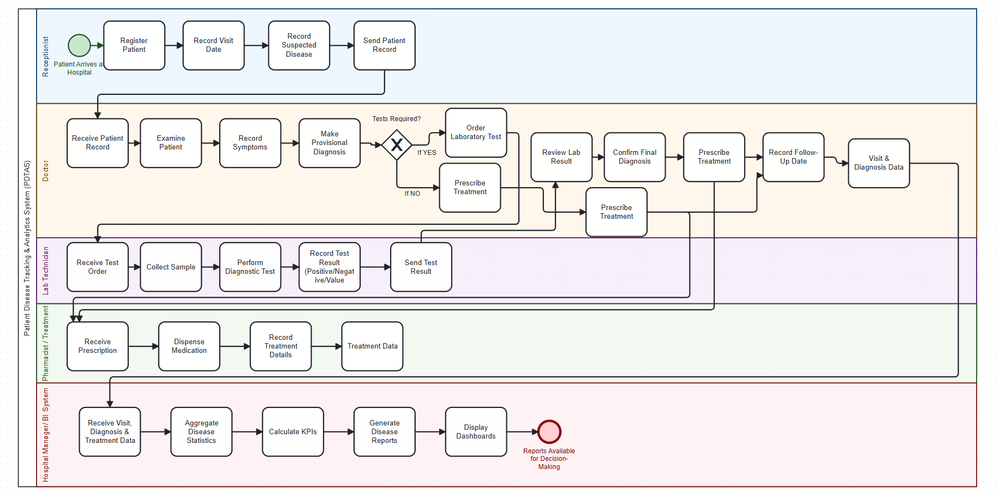 Patient Disease Tracking & Analytics System (PDTAS)
Receptionist
Patient Arrives at
Hospital
Register
Patient
Record Visit
Date
Record
Suspected
Disease
Send Patient
Record
Doctor
Receive Patient
Record
Examine
Patient
Record
Symptoms
Make
Provisional
Diagnosis
Tests Required?
If YES
If NO
Order
Laboratory Test
Prescribe
Treatment
Review Lab
Result
Confirm Final
Diagnosis
Prescribe
Treatment
Prescribe
Treatment
Record Follow-
Up Date
Visit &
Diagnosis Data
Lab Technician
Receive Test
Order
Collect Sample
Perform
Diagnostic Test
Record Test
Result
(Positive/Negat
ive/Value
Send Test
Result
Pharmacist / Treatment
Receive
Prescription
Dispense
Medication
Record
Treatment
Details
Treatment Data
Hospital Manager/ BI System
Receive Visit,
Diagnosis &
Treatment Data
Aggregate
Disease
Statistics
Calculate KPIs
Generate
Disease
Reports
Display
Dashboards
Reports Available
for Decision-
Making